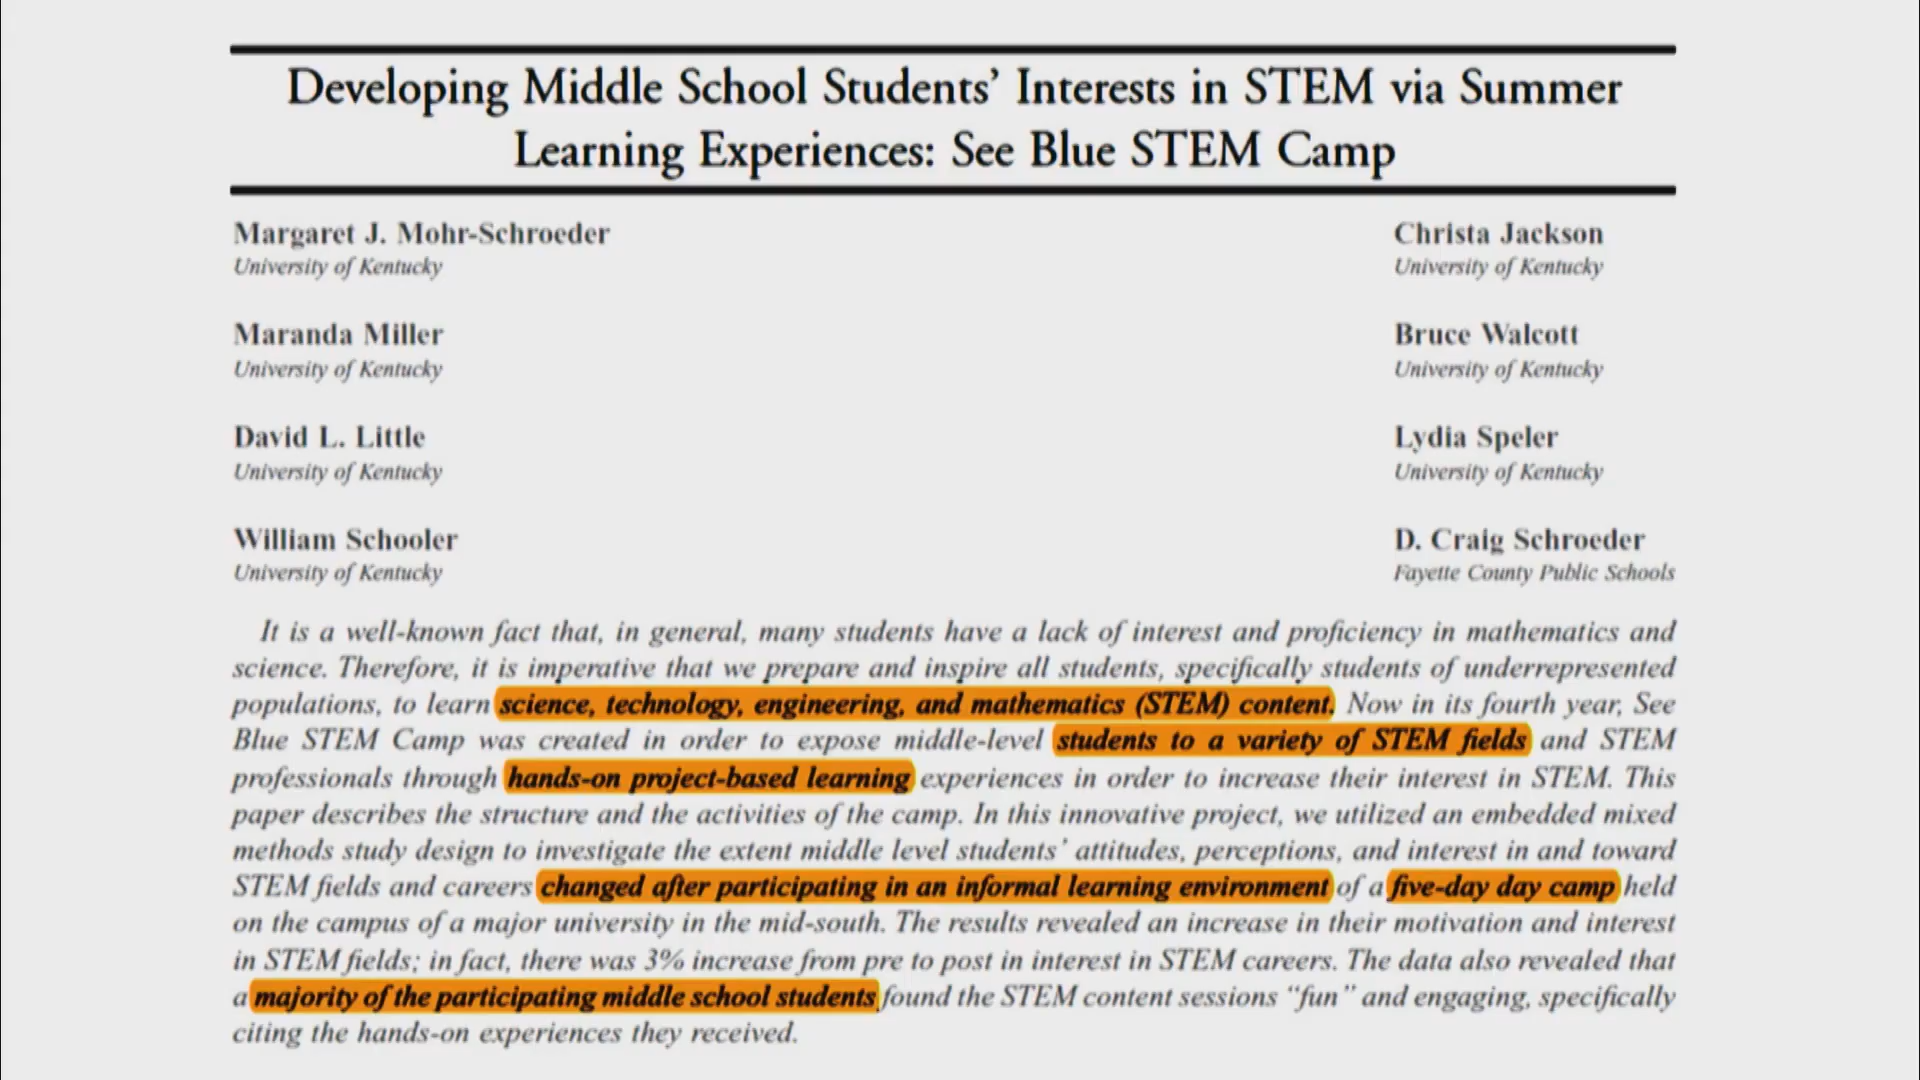 Developing Middle School Students' Interests in STEM via Summer
Learning Experiences: See Blue STEM Camp
Margaret J. Mohr-Schroeder
University of Kentucky
Christa Jackson
University of Kentucky
Maranda Miller
University of Kentucky
Bruce Walcott
University of Kentucky
David L. Little
University of Kentucky
Lydia Speler
University of Kentucky
William Schooler
University of Kentucky
D. Craig Schroeder
Fayette County Public Schools
It is a well-known fact that, in general, many students have a lack of interest and proficiency in mathematics and
science. Therefore, it is imperative that we prepare and inspire all students, specifically students of underrepresented
populations, to learn science, technology, engineering, and mathematics (STEM) content. Now in its fourth year, See
Blue STEM Camp was created in order to expose middle-level students to a variety of STEM fields and STEM
professionals through hands-on project-based learning experiences in order to increase their interest in STEM. This
paper describes the structure and the activities of the camp. In this innovative project, we utilized an embedded mixed
methods study design to investigate the extent middle level students' attitudes, perceptions, and interest in and toward
STEM fields and careers changed after participating in an informal learning environment of a five-day day camp held
on the campus of a major university in the mid-south. The results revealed an increase in their motivation and interest
in STEM fields; in fact, there was 3% increase from pre to post in interest in STEM careers. The data also revealed that
a majority of the participating middle school students found the STEM content sessions "fun" and engaging, specifically
citing the hands-on experiences they received.